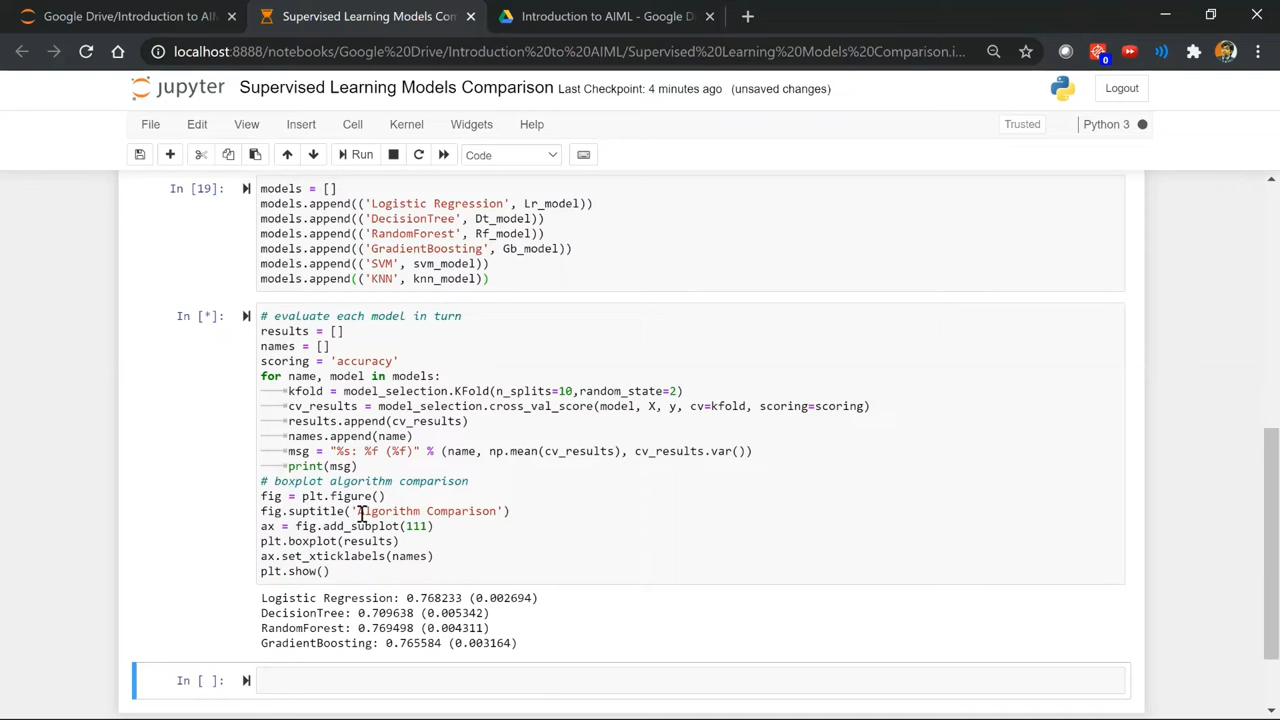 Google Drive/Introduction to AIM
Supervised Learning Models Com
Introduction to AIML - Google D
localhost:8888/notebooks/Google%20Drive/Introduction%20to%20AIML/Supervised%20Learning%20Models%20Comparison.i...
0
jupyter Supervised Learning Models Comparison Last Checkpoint: 4 minutes ago (unsaved changes)
Logout
File Edit View Insert Cell Kernel Widgets Help
Trusted
Python 3
Run
Code
In [19]:
models = []
models.append(('Logistic Regression', Lr_model))
models.append(('DecisionTree', Dt_model))
models.append(('RandomForest', Rf_model))
models.append(('GradientBoosting', Gb_model))
models.append(('SVM', svm_model))
models.append(('KNN', knn_model))
In [*]:
# evaluate each model in turn
results = []
names = []
scoring = 'accuracy'
for name, model in models:
kfold = model_selection.KFold(n_splits=10,random_state=2)
cv_results = model_selection.cross_val_score(model, X, y, cv=kfold, scoring=scoring)
results.append(cv_results)
names.append(name)
msg = "%s: %f (%f)" % (name, np.mean(cv_results), cv_results.var())
print(msg)
# boxplot algorithm comparison
fig = plt.figure()
fig.suptitle('Algorithm Comparison')
ax = fig.add_subplot(111)
plt.boxplot(results)
ax.set_xticklabels(names)
plt.show()
Logistic Regression: 0.768233 (0.002694)
DecisionTree: 0.709638 (0.005342)
RandomForest: 0.769498 (0.004311)
GradientBoosting: 0.765584 (0.003164)
In [ ]: